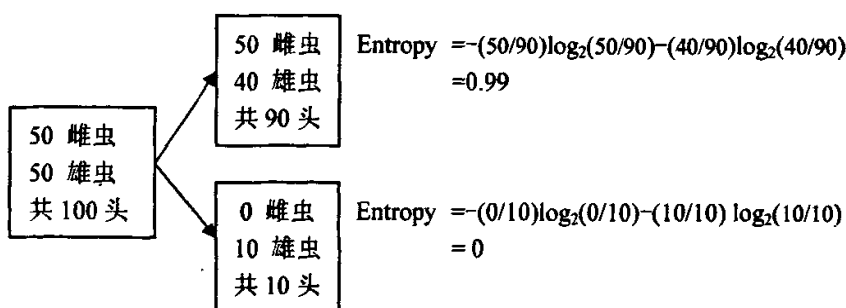 50 雌虫
40 雄虫
共 90 头
Entropy =-(50/90)log₂(50/90)-(40/90)log₂(40/90)
=0.99
50 雌虫
50 雄虫
共 100 头
0 雌虫
10 雄虫
共 10 头
Entropy =-(0/10)log₂(0/10)-(10/10) log₂(10/10)
= 0